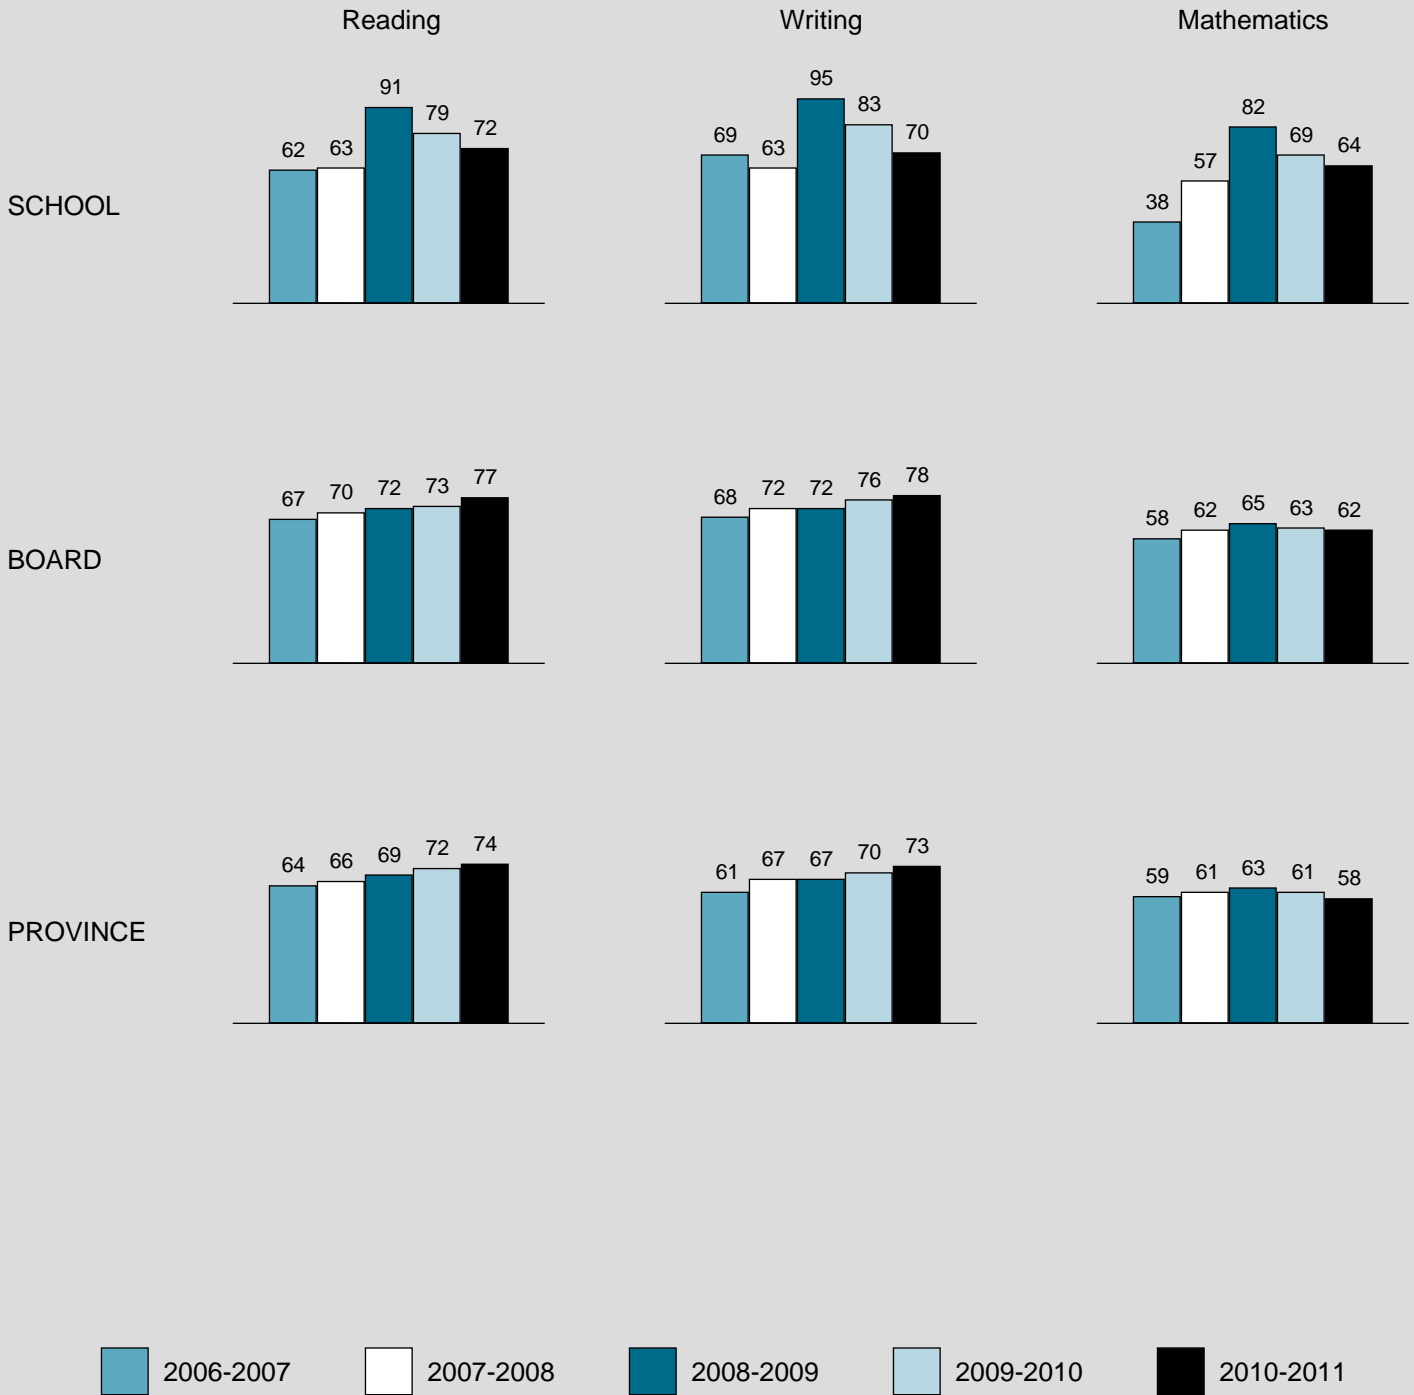 Reading Writing Mathematics
SCHOOL
62 63 91 79 72
69 63 95 83 70
38 57 82 69 64
BOARD
67 70 72 73 77
68 72 72 76 78
58 62 65 63 62
PROVINCE
64 66 69 72 74
61 67 67 70 73
59 61 63 61 58
2006-2007 2007-2008 2008-2009 2009-2010 2010-2011